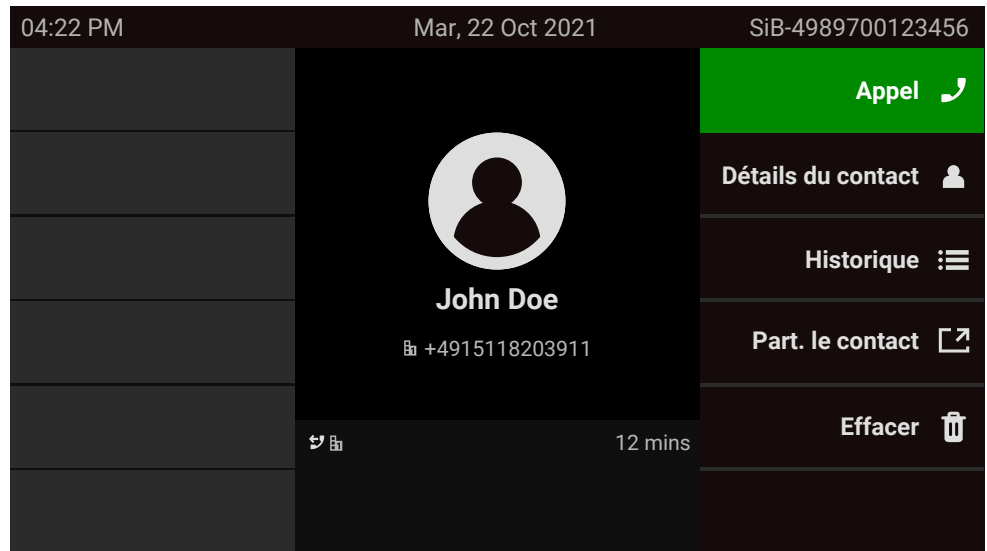 04:22 PM Mar, 22 Oct 2021 SiB-4989700123456
Appel
Détails du contact
Historique
John Doe
Part. le contact
+4915118203911
Effacer
12 mins